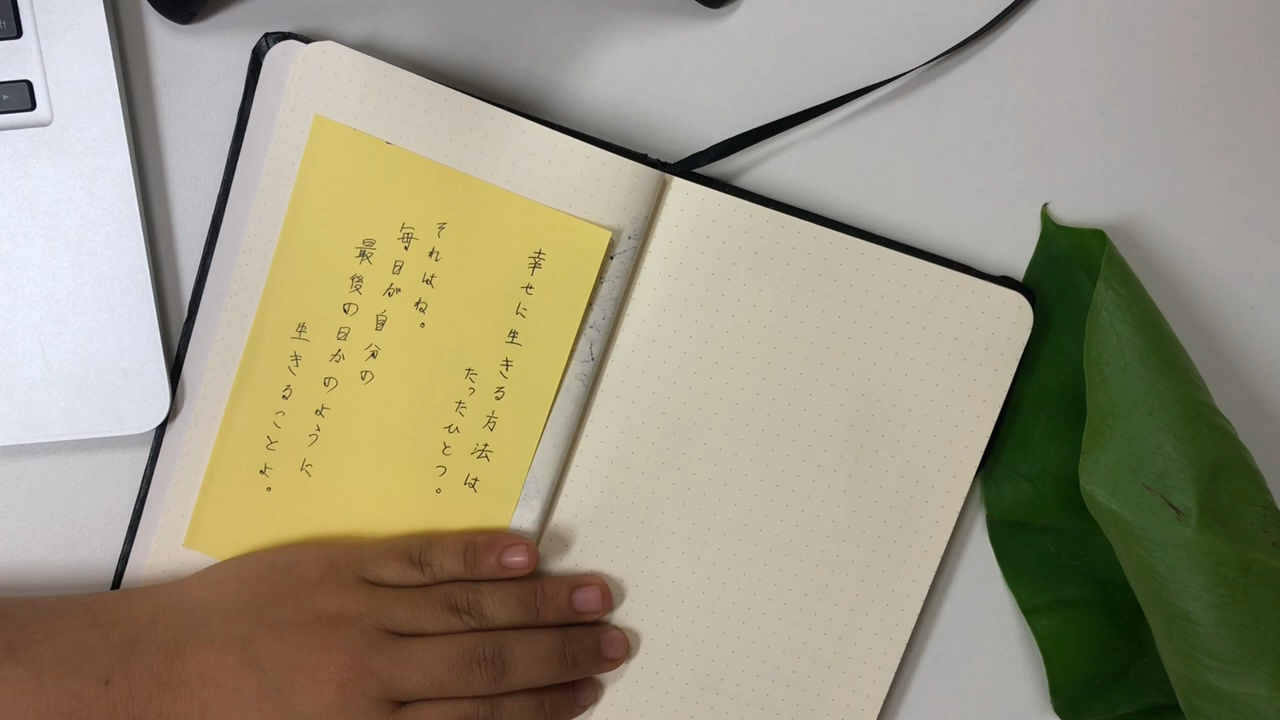 幸せに生きる方法は
たったひとつ。
それはね。
毎日が自分の
最後の日かのように
生きることよ。